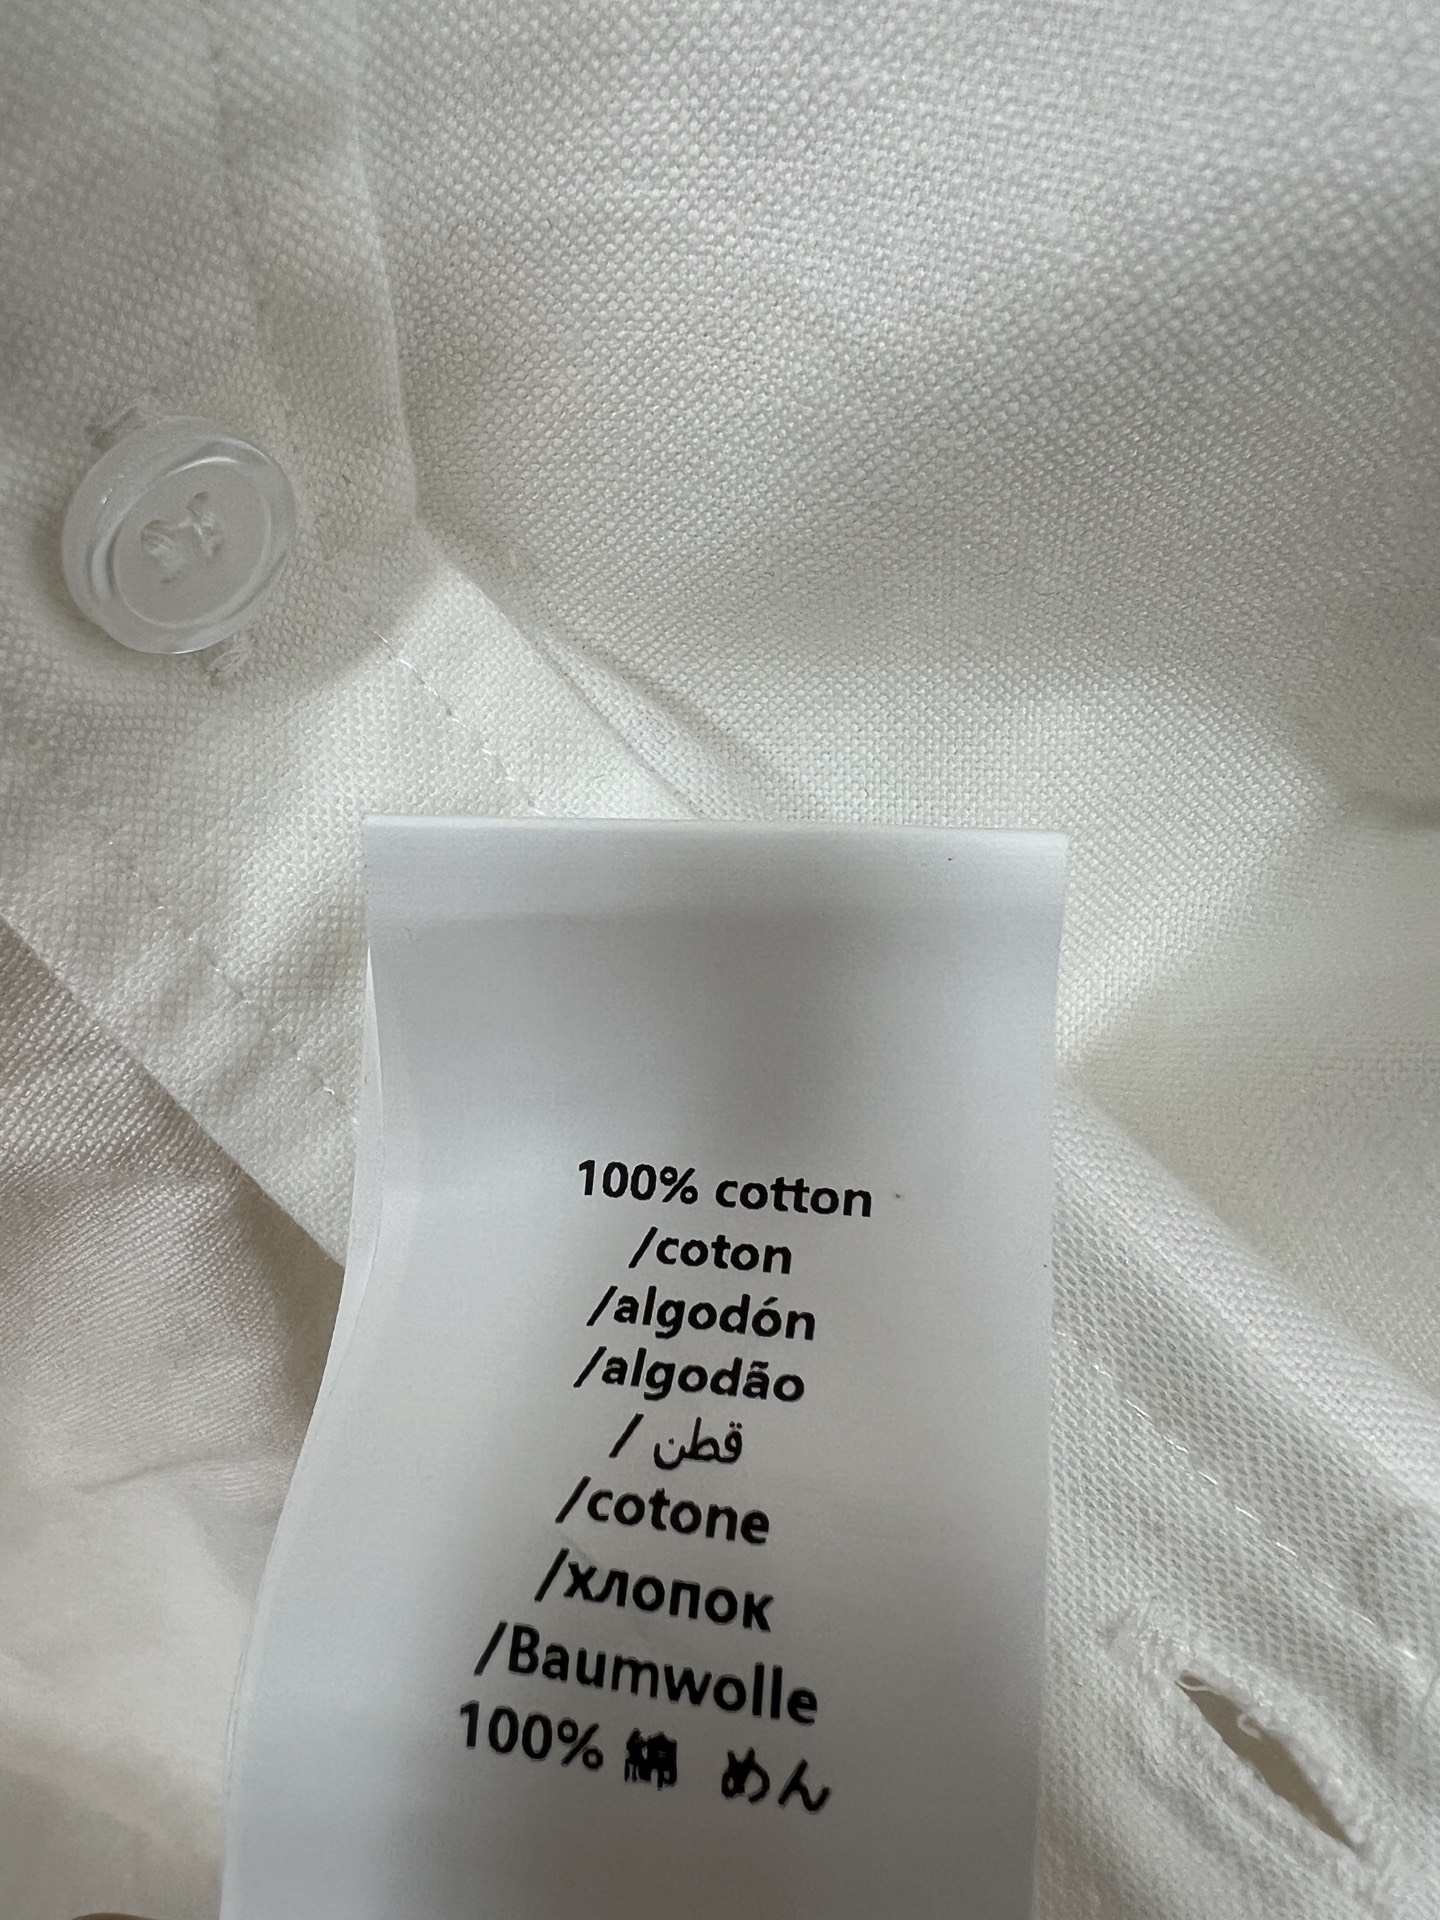 100% cotton
/coton
/algodón
/algodão
/ قطن
/cotone
/хлопок
/Baumwolle
100% 綿 めん